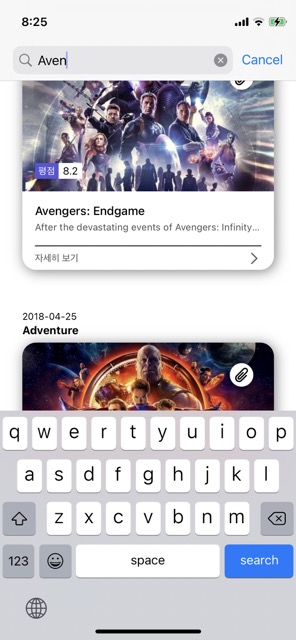 8:25
Aven
Cancel
평점 8.2
Avengers: Endgame
After the devastating events of Avengers: Infinity...
자세히 보기
2018-04-25
Adventure
q w e r t y u i o p
a s d f g h j k l
z x c v b n m
123 space search